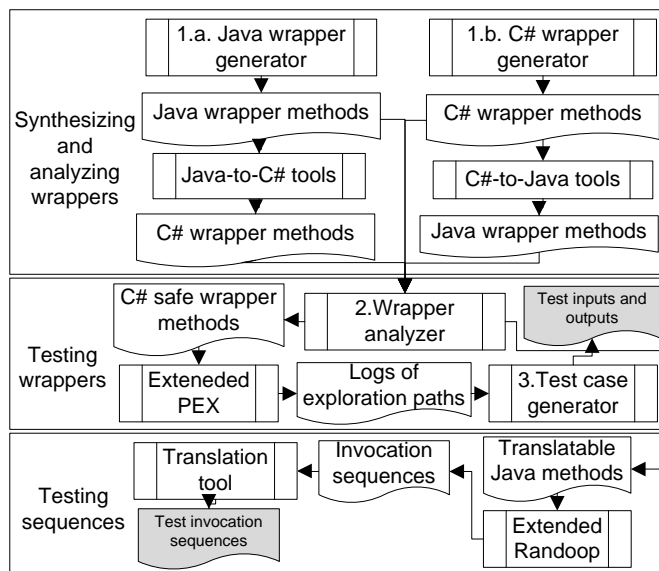 1.a. Java wrapper
generator
1.b. C# wrapper
generator
Synthesizing
and
analyzing
wrappers
Java wrapper methods
C# wrapper methods
Java-to-C# tools
C#-to-Java tools
C# wrapper methods
Java wrapper methods
Testing
wrappers
C# safe wrapper
methods
2.Wrapper
analyzer
Test inputs and
outputs
Exteneded
PEX
Logs of
exploration paths
3.Test case
generator
Testing
sequences
Translation
tool
Invocation
sequences
Translatable
Java methods
Test invocation
sequences
Extended
Randoop